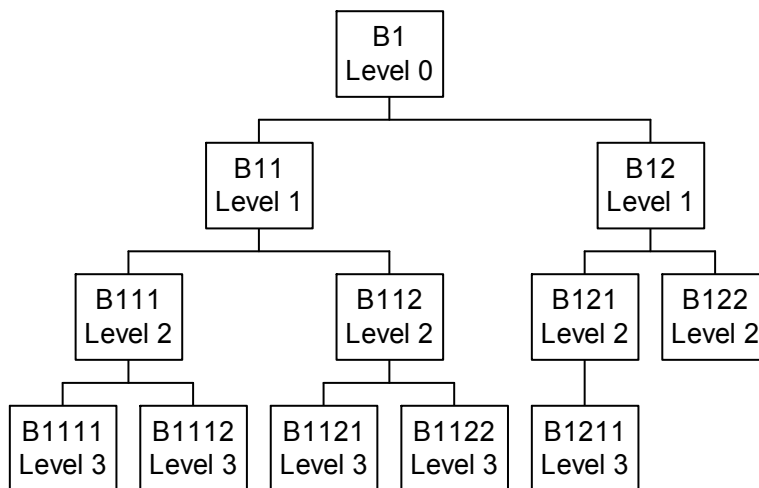 B1
Level 0
B11
Level 1
B12
Level 1
B111
Level 2
B112
Level 2
B121
Level 2
B122
Level 2
B1111
Level 3
B1112
Level 3
B1121
Level 3
B1122
Level 3
B1211
Level 3